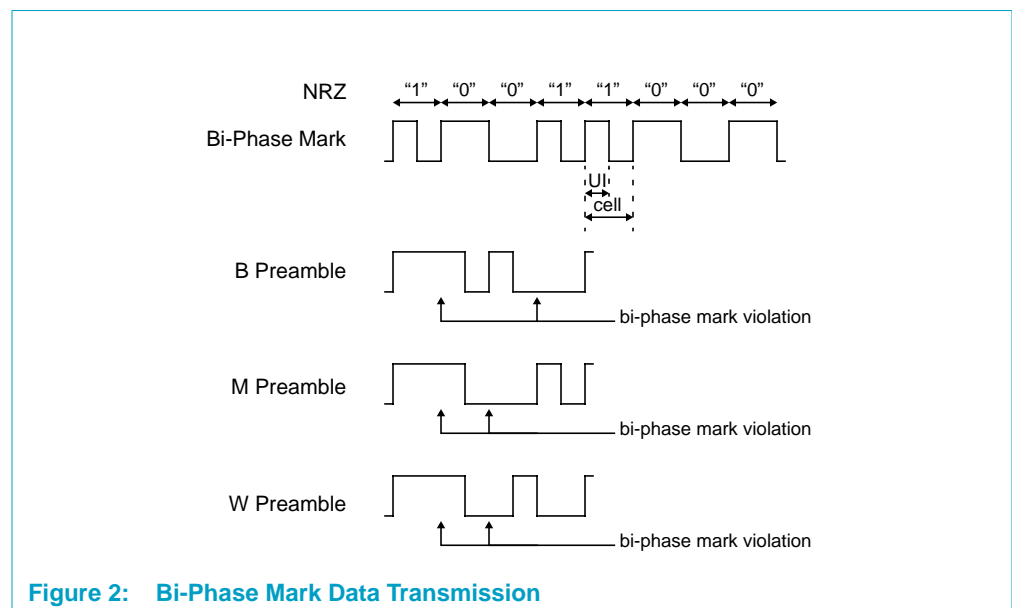 NRZ “1” “0” “0” “1” “1” “0” “0” “0”
Bi-Phase Mark
UI
cell
B Preamble
bi-phase mark violation
M Preamble
bi-phase mark violation
W Preamble
bi-phase mark violation
Figure 2: Bi-Phase Mark Data Transmission